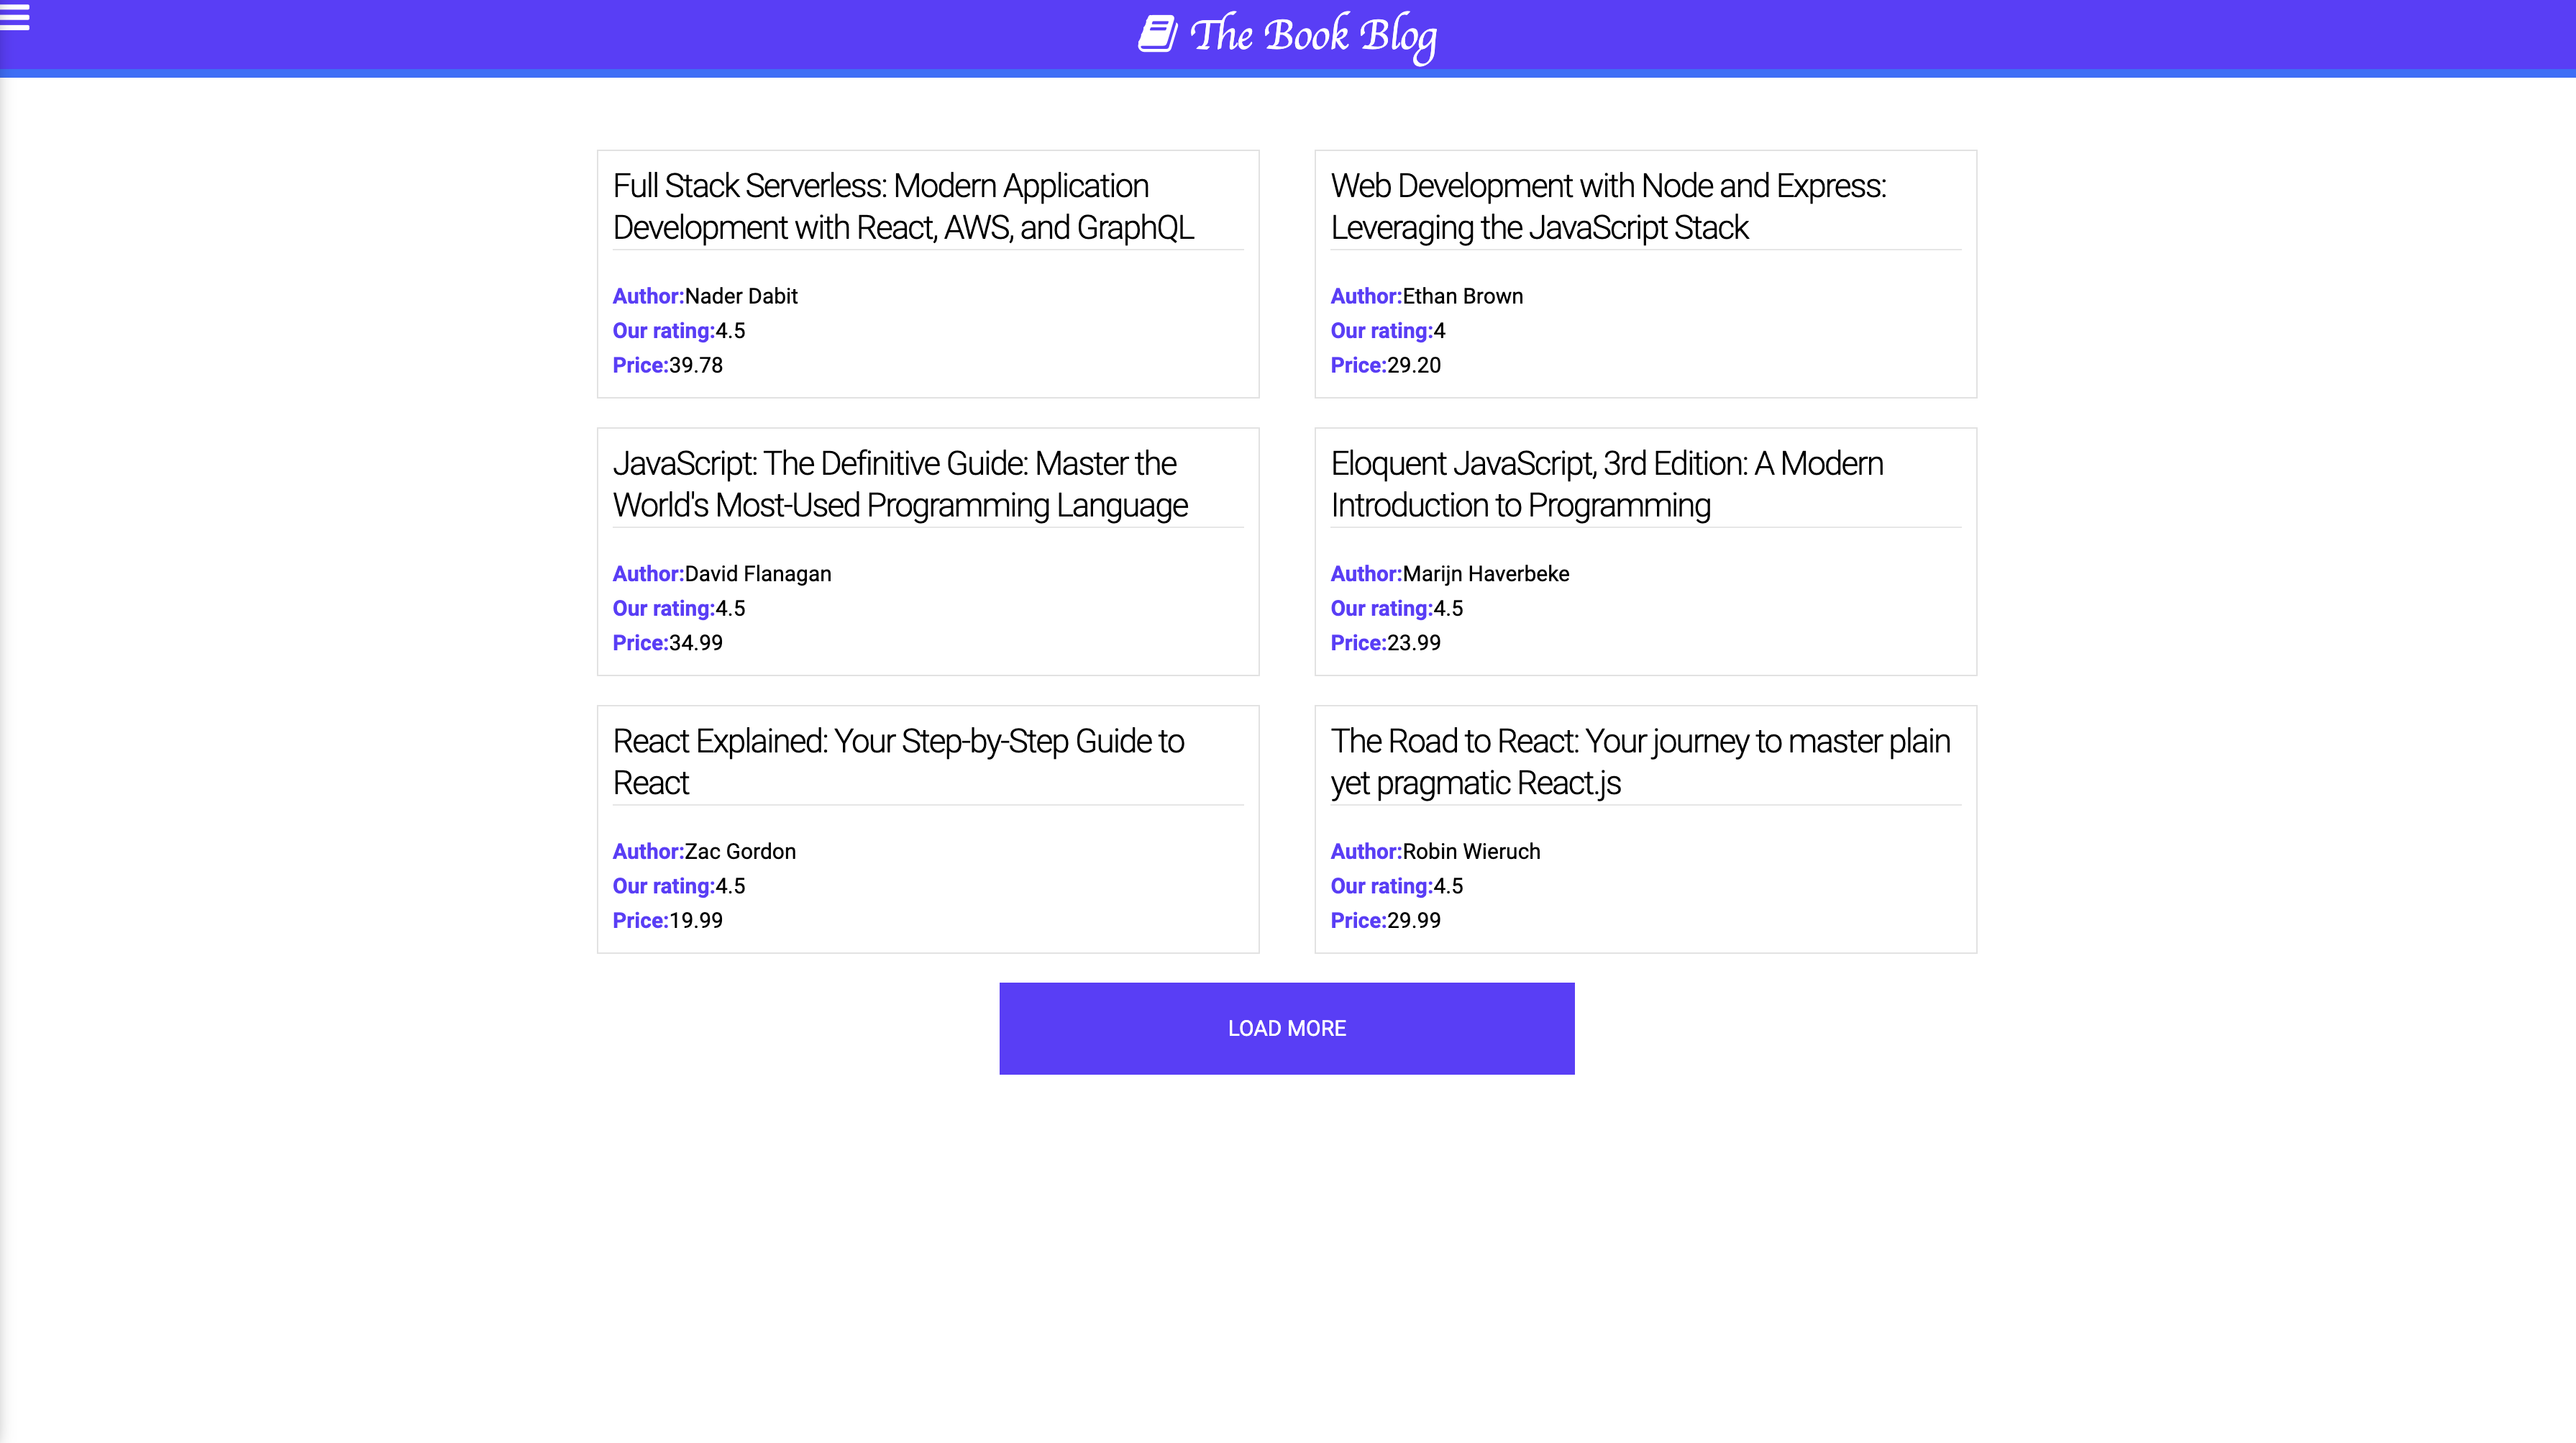 The Book Blog
Full Stack Serverless: Modern Application
Development with React, AWS, and GraphQL
Author:Nader Dabit
Our rating:4.5
Price:39.78
Web Development with Node and Express:
Leveraging the JavaScript Stack
Author:Ethan Brown
Our rating:4
Price:29.20
JavaScript: The Definitive Guide: Master the
World's Most-Used Programming Language
Author:David Flanagan
Our rating:4.5
Price:34.99
Eloquent JavaScript, 3rd Edition: A Modern
Introduction to Programming
Author:Marijn Haverbeke
Our rating:4.5
Price:23.99
React Explained: Your Step-by-Step Guide to
React
Author:Zac Gordon
Our rating:4.5
Price:19.99
The Road to React: Your journey to master plain
yet pragmatic React.js
Author:Robin Wieruch
Our rating:4.5
Price:29.99
LOAD MORE